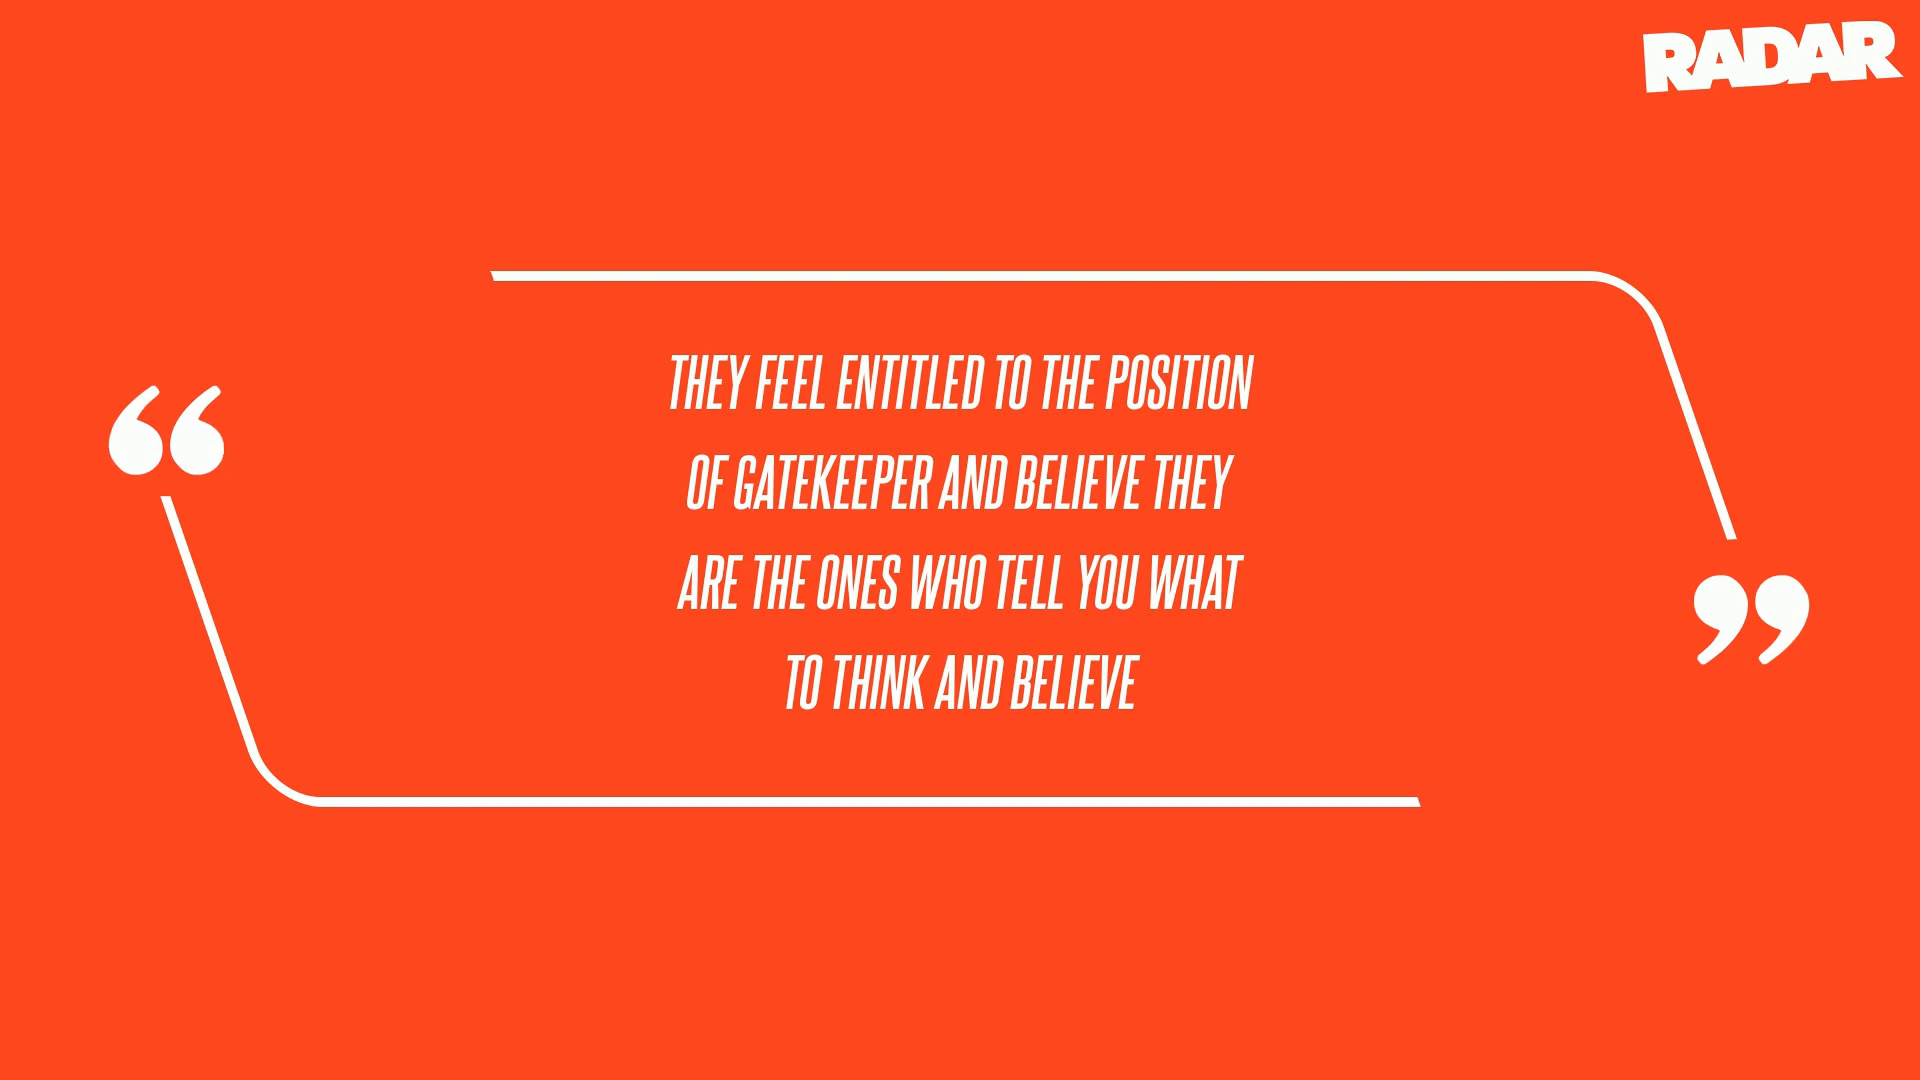 RADAR
THEY FEEL ENTITLED TO THE POSITION
OF GATEKEEPER AND BELIEVE THEY
ARE THE ONES WHO TELL YOU WHAT
TO THINK AND BELIEVE